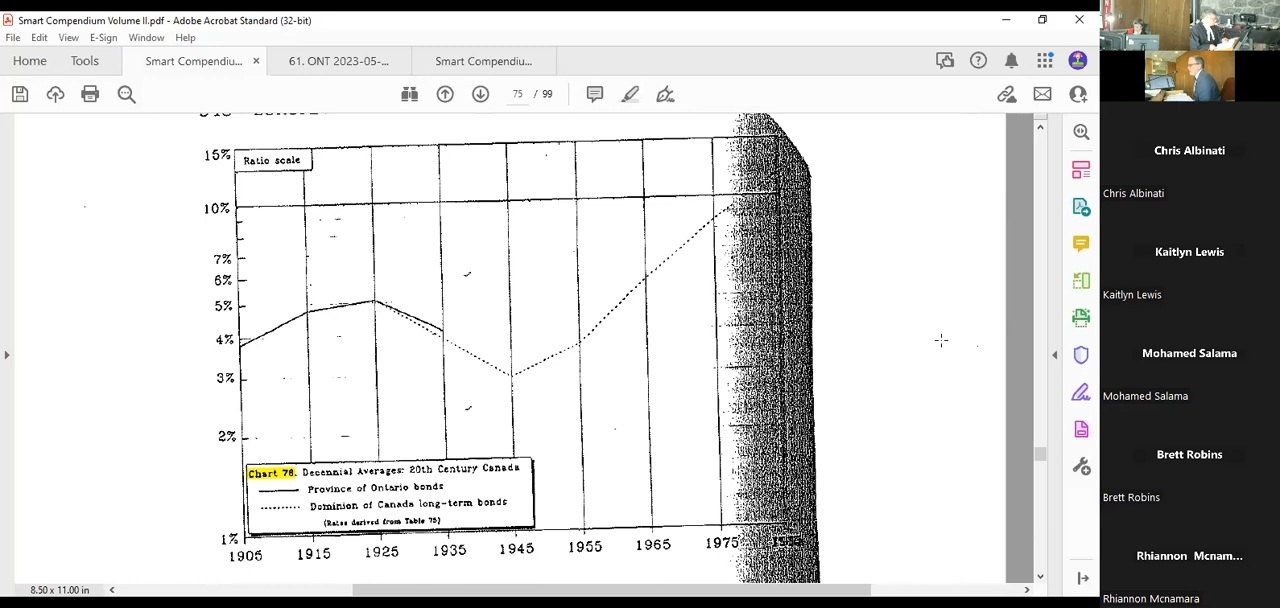 Smart Compendium Volume II.pdf - Adobe Acrobat Standard (32-bit)
File Edit View E-Sign Window Help
Home Tools Smart Compendiu... × 61. ONT 2023-05-... Smart Compendiu...
75 / 99
15%
Ratio scale
10%
7%
6%
5%
4%
3%
2%
1%
Chart 76. Decennial Averages: 20th Century Canada
Province of Ontario bonds
Dominion of Canada long-term bonds
(Rates derived from Table 75)
1905 1915 1925 1935 1945 1955 1965 1975
8.50 x 11.00 in
Chris Albinati
Chris Albinati
Kaitlyn Lewis
Kaitlyn Lewis
Mohamed Salama
Mohamed Salama
Brett Robins
Brett Robins
Rhiannon Mcnam...
Rhiannon Mcnamara